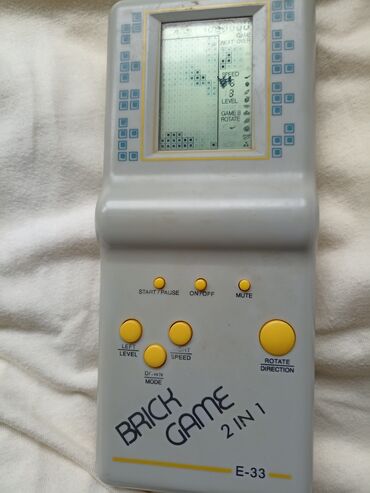 SPEED
LEVEL
GAME B
ROTATE
START/PAUSE
ON/OFF
MUTE
LEFT
LEVEL
SPEED
MODE
ROTATE
DIRECTION
BRICK
GAME
2 IN 1
E-33